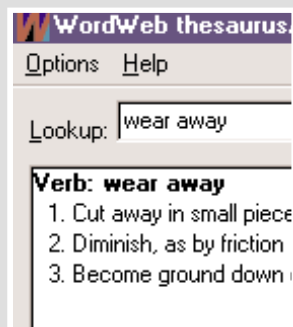 WordWeb thesaurus
Options Help
Lookup: wear away
Verb: wear away
1. Cut away in small piece
2. Diminish, as by friction
3. Become ground down